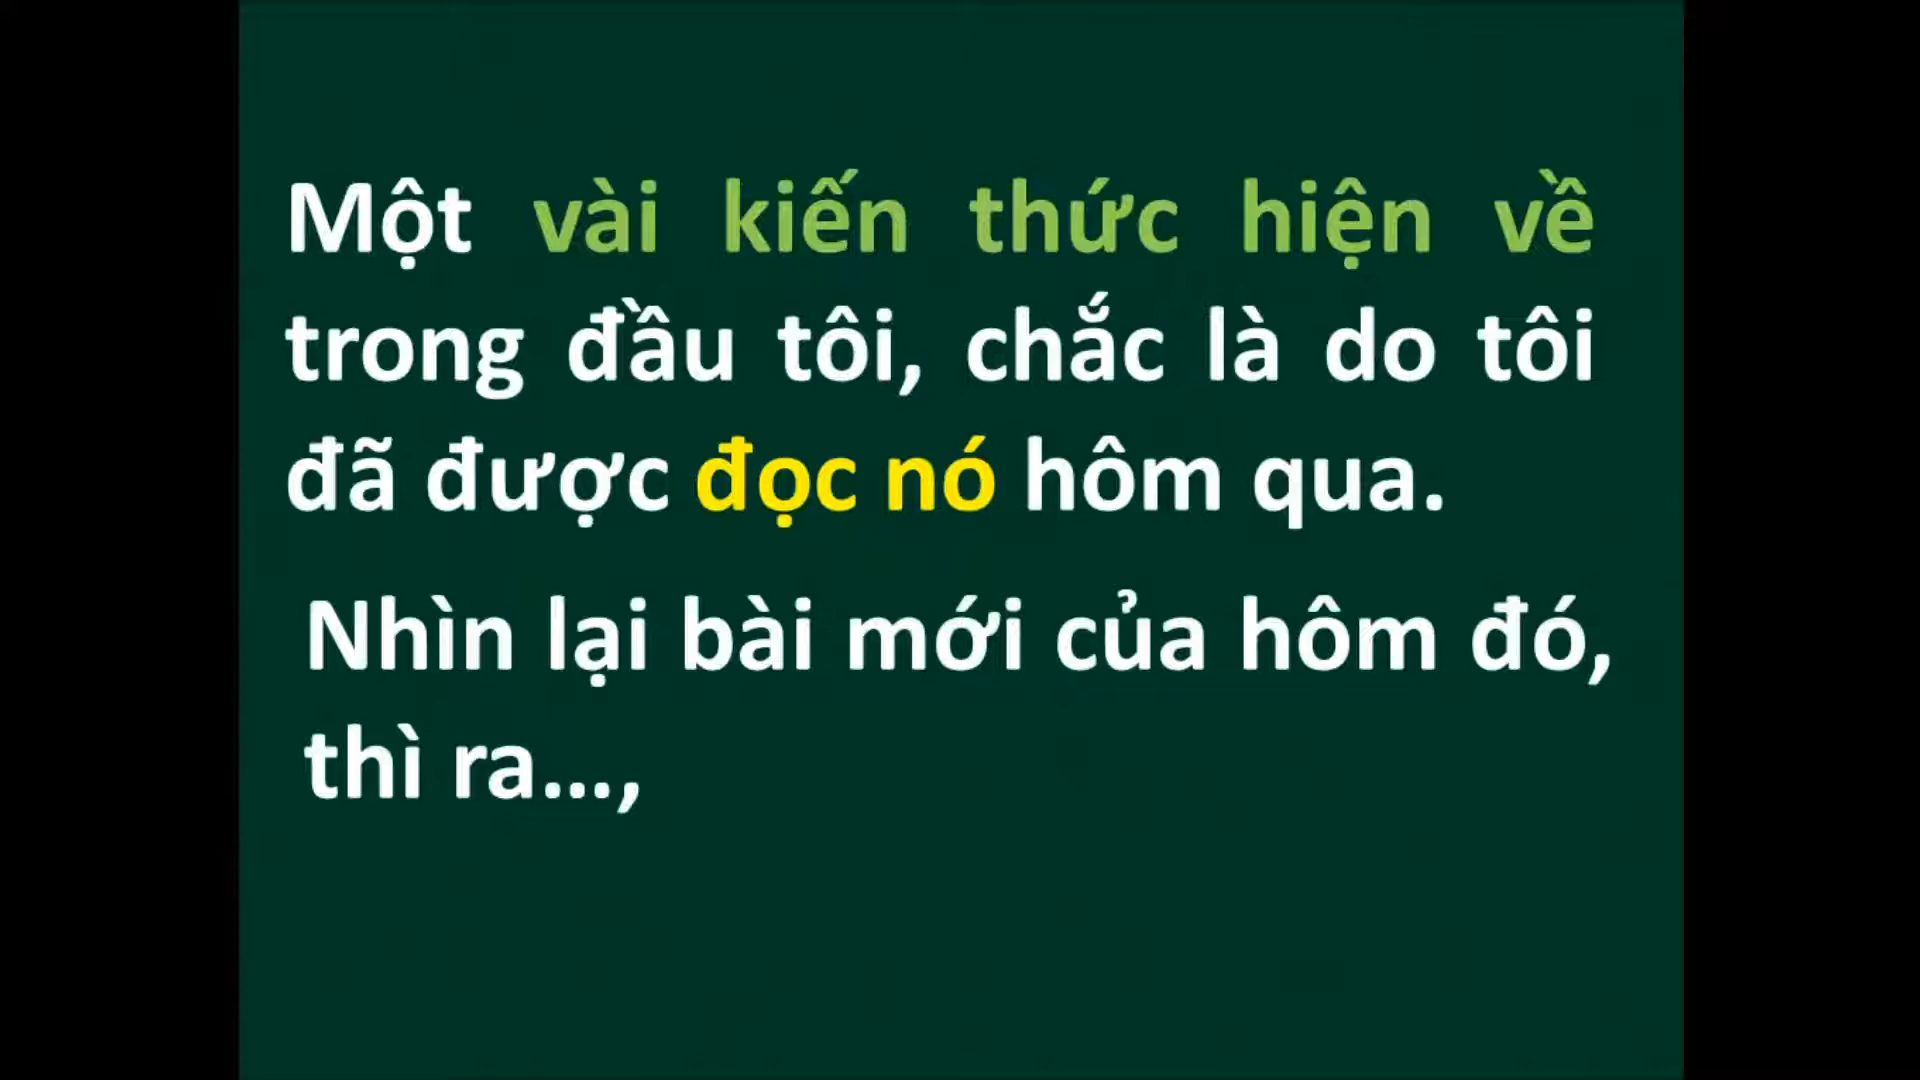 Một vài kiến thức hiện về
trong đầu tôi, chắc là do tôi
đã được đọc nó hôm qua.
Nhìn lại bài mới của hôm đó,
thì ra...,